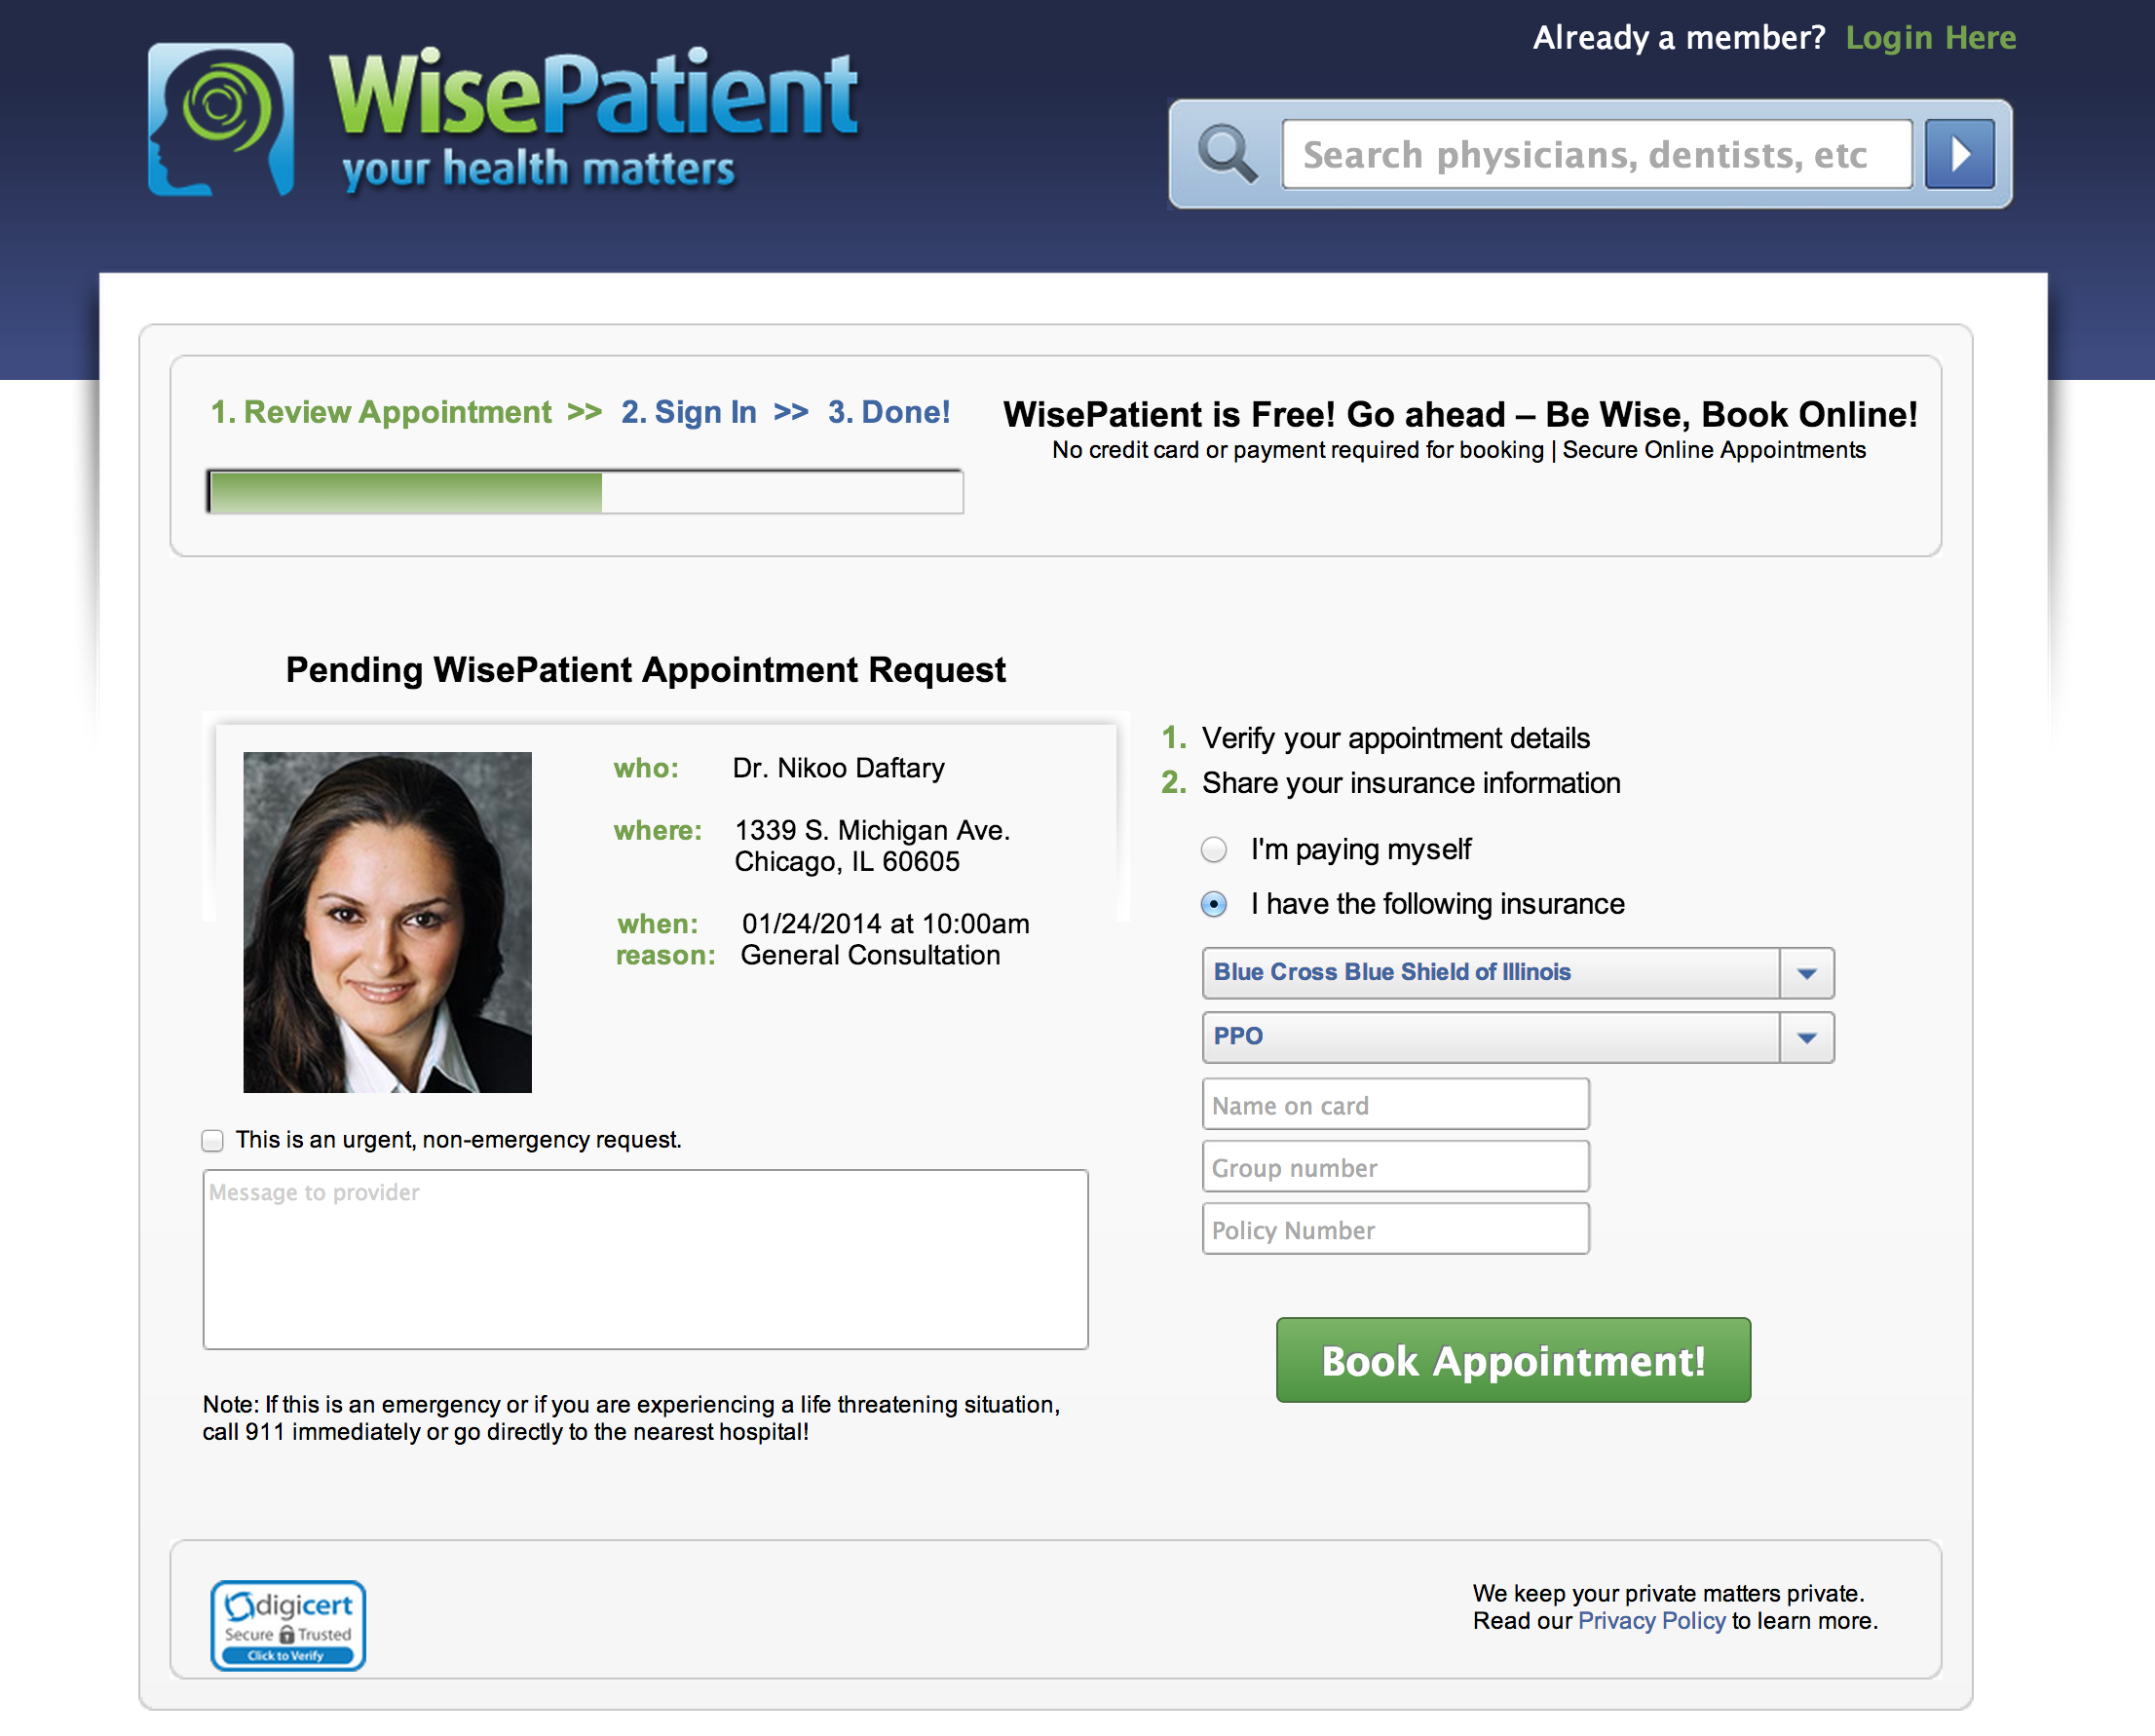 Already a member? Login Here
WisePatient
your health matters
Search physicians, dentists, etc
1. Review Appointment >> 2. Sign In >> 3. Done!
WisePatient is Free! Go ahead – Be Wise, Book Online!
No credit card or payment required for booking | Secure Online Appointments
Pending WisePatient Appointment Request
who: Dr. Nikoo Daftary
where: 1339 S. Michigan Ave.
Chicago, IL 60605
when: 01/24/2014 at 10:00am
reason: General Consultation
This is an urgent, non-emergency request.
Message to provider
Note: If this is an emergency or if you are experiencing a life threatening situation,
call 911 immediately or go directly to the nearest hospital!
1. Verify your appointment details
2. Share your insurance information
I'm paying myself
I have the following insurance
Blue Cross Blue Shield of Illinois
PPO
Name on card
Group number
Policy Number
Book Appointment!
digicert
Secure Trusted
Click to Verify
We keep your private matters private.
Read our Privacy Policy to learn more.